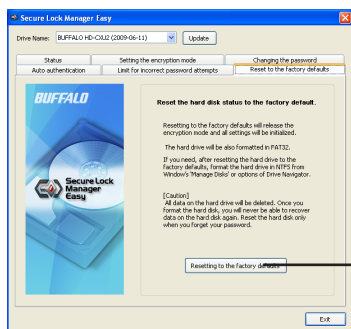 Secure Lock Manager Easy
Drive Name: BUFFALO HD-CXU2 (2009-06-11) Update
Status Setting the encryption mode Changing the password
Auto authentication Limit for incorrect password attempts Reset to the factory defaults
BUFFALO
Secure Lock
Manager
Easy
Reset the hard disk status to the factory default.
Resetting to the factory defaults will release the
encryption mode and all settings will be initialized.
The hard drive will be also formatted in FAT32.
If you need, after resetting the hard drive to the
factory defaults, format the hard drive in NTFS from
Window's 'Manage Disks' or options of Drive Navigator.
[Caution]
All data on the hard drive will be deleted. Once you
format the hard disk, you will never be able to recover
data on the hard disk again. Reset the hard disk only
when you forget your password.
Resetting to the factory defaults
Exit